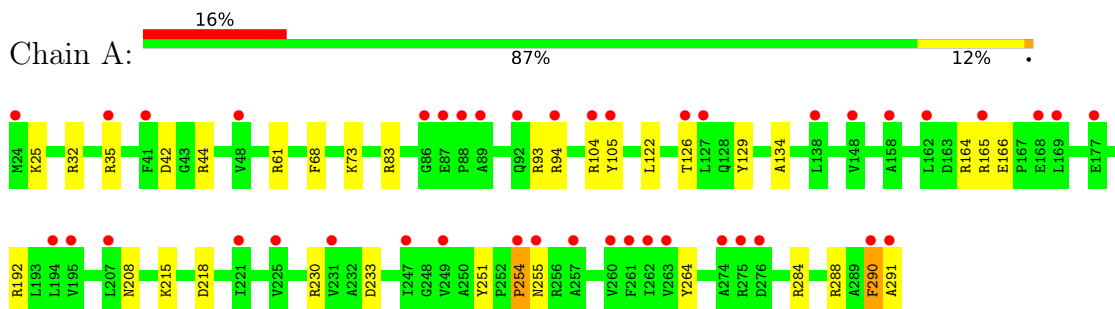 16%
Chain A:
87% 12% •
M24 K25 R32 R35 F41 D42 G43 R44 V48 R61 F68 K73 R83 G86 E87 P88 A89 Q92 R93 R94 R104 Y105 L122 T126 L127 Q128 Y129 A134 L138 V148 A158 L162 D163 R164 R165 E166 P167 E168 L169 E177
R192 L193 L194 V195 L207 N208 K215 D218 I221 V225 R230 V231 A232 D233 I247 G248 V249 A250 Y251 P252 P254 N255 R256 A257 V260 F261 I262 V263 Y264 A274 R275 D276 R284 R288 A289 F290 A291